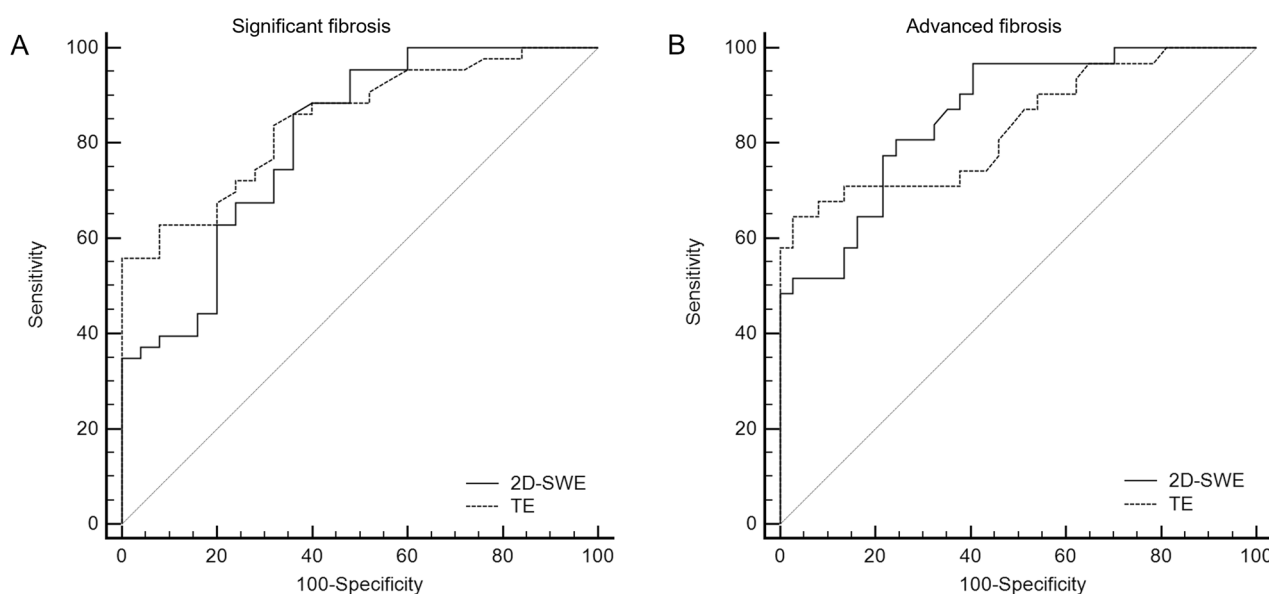 A
Significant fibrosis
100
80
60
40
20
0
Sensitivity
2D-SWE
TE
0 20 40 60 80 100
100-Specificity
B
Advanced fibrosis
100
80
60
40
20
0
Sensitivity
2D-SWE
TE
0 20 40 60 80 100
100-Specificity